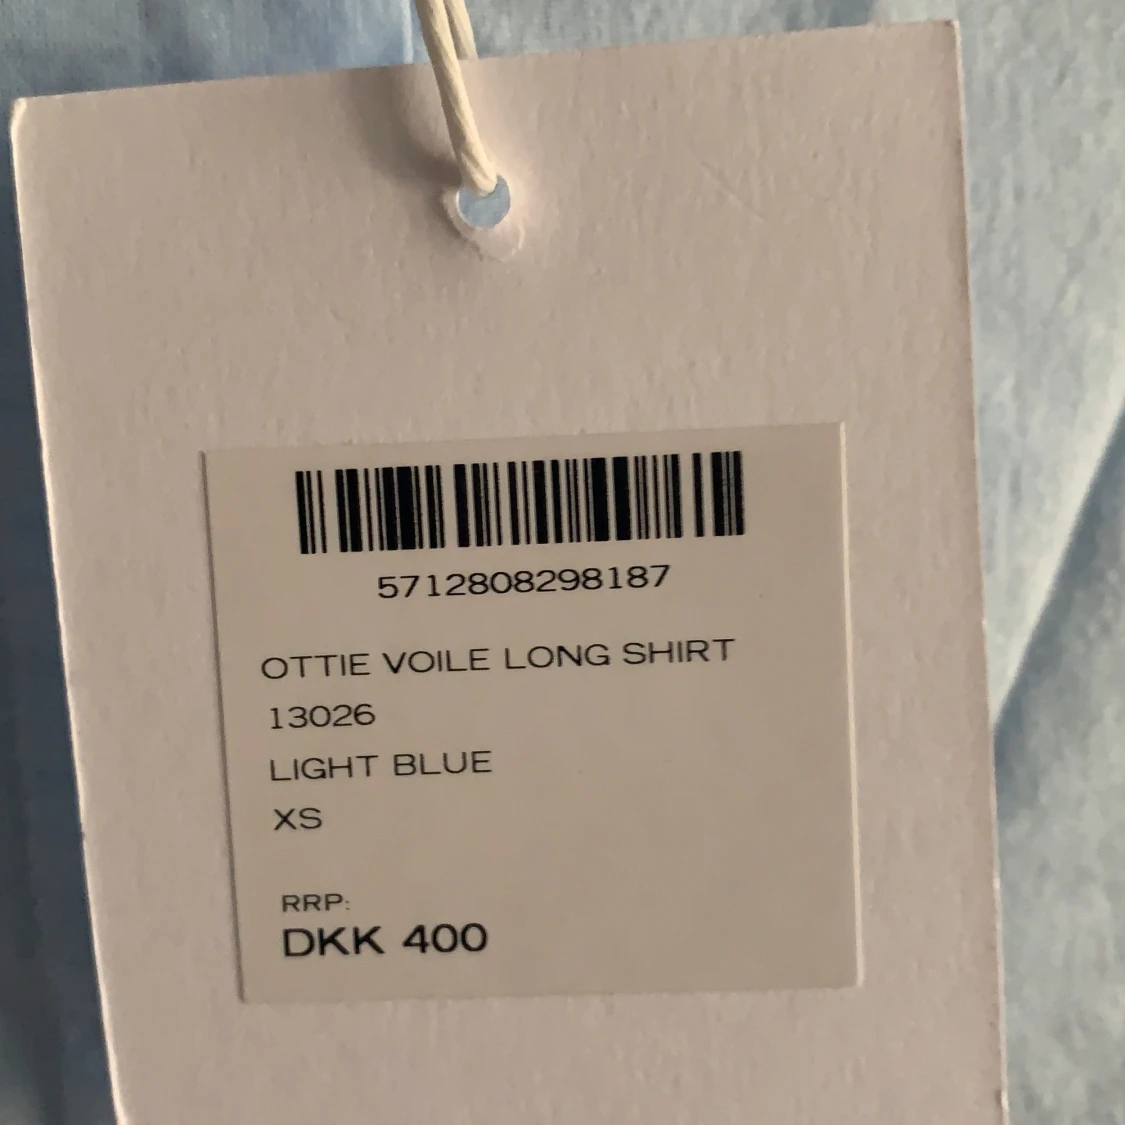 5712808298187
OTTIE VOILE LONG SHIRT
13026
LIGHT BLUE
XS
RRP:
DKK 400